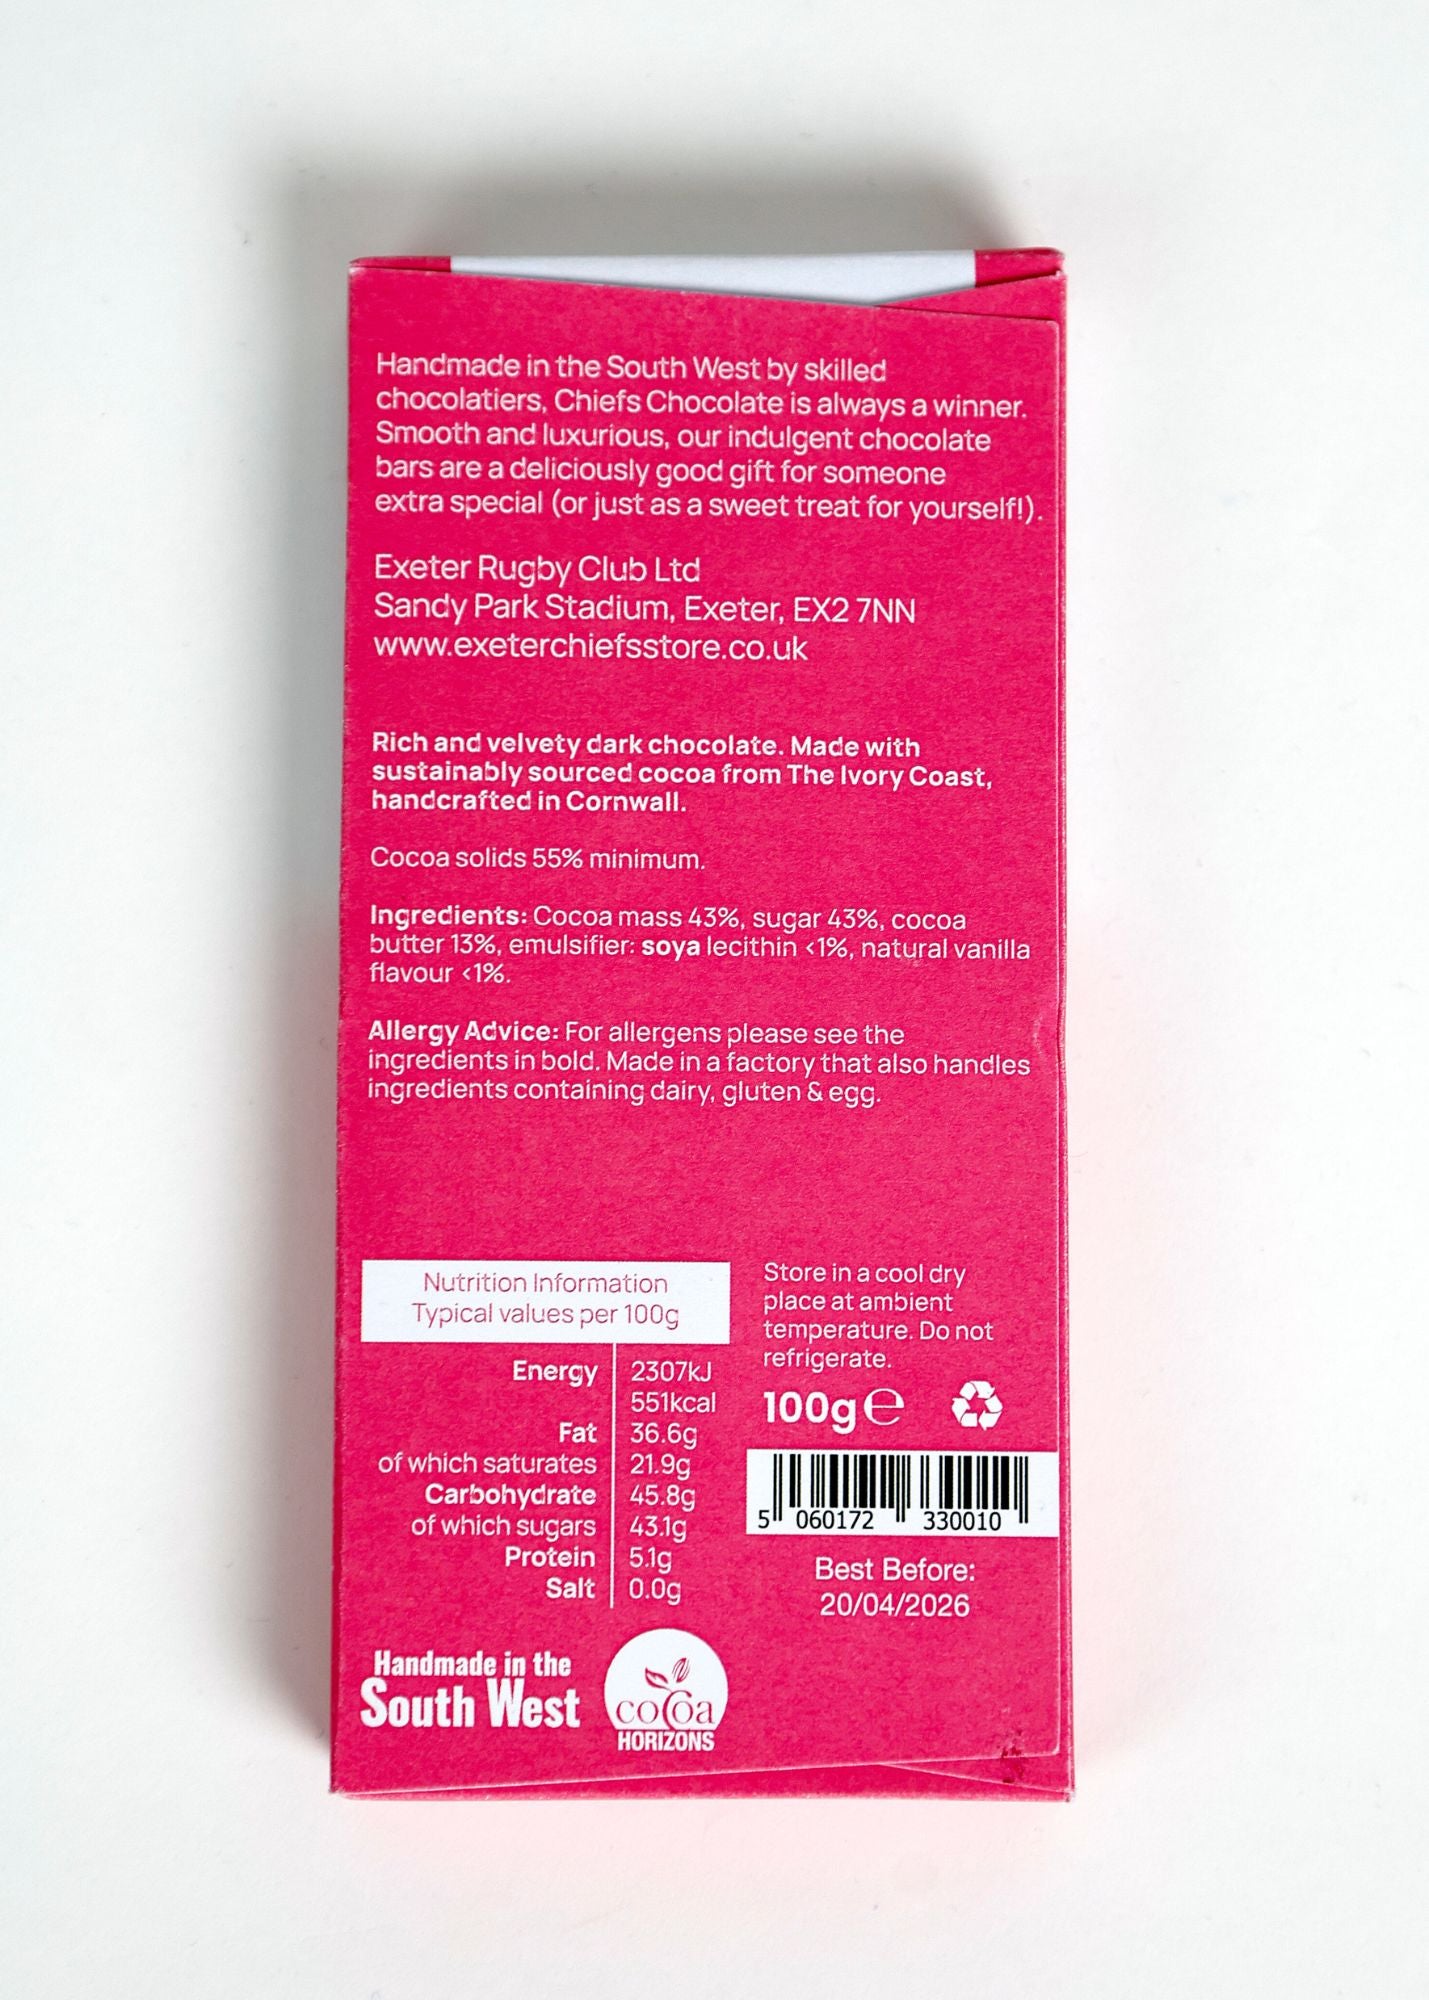 Handmade in the South West by skilled
chocolatiers, Chiefs Chocolate is always a winner.
Smooth and luxurious, our indulgent chocolate
bars are a deliciously good gift for someone
extra special (or just as a sweet treat for yourself!).
Exeter Rugby Club Ltd
Sandy Park Stadium, Exeter, EX2 7NN
www.exeterchiefsstore.co.uk
Rich and velvety dark chocolate. Made with
sustainably sourced cocoa from The Ivory Coast,
handcrafted in Cornwall.
Cocoa solids 55% minimum.
Ingredients: Cocoa mass 43%, sugar 43%, cocoa
butter 13%, emulsifier: soya lecithin <1%, natural vanilla
flavour <1%.
Allergy Advice: For allergens please see the
ingredients in bold. Made in a factory that also handles
ingredients containing dairy, gluten & egg.
Nutrition Information
Typical values per 100g
Energy 2307kJ
551kcal
Fat 36.6g
of which saturates 21.9g
Carbohydrate 45.8g
of which sugars 43.1g
Protein 5.1g
Salt 0.0g
Store in a cool dry
place at ambient
temperature. Do not
refrigerate.
100g ℮
5 060172 330010
Best Before:
20/04/2026
Handmade in the
South West
cocoa
HORIZONS